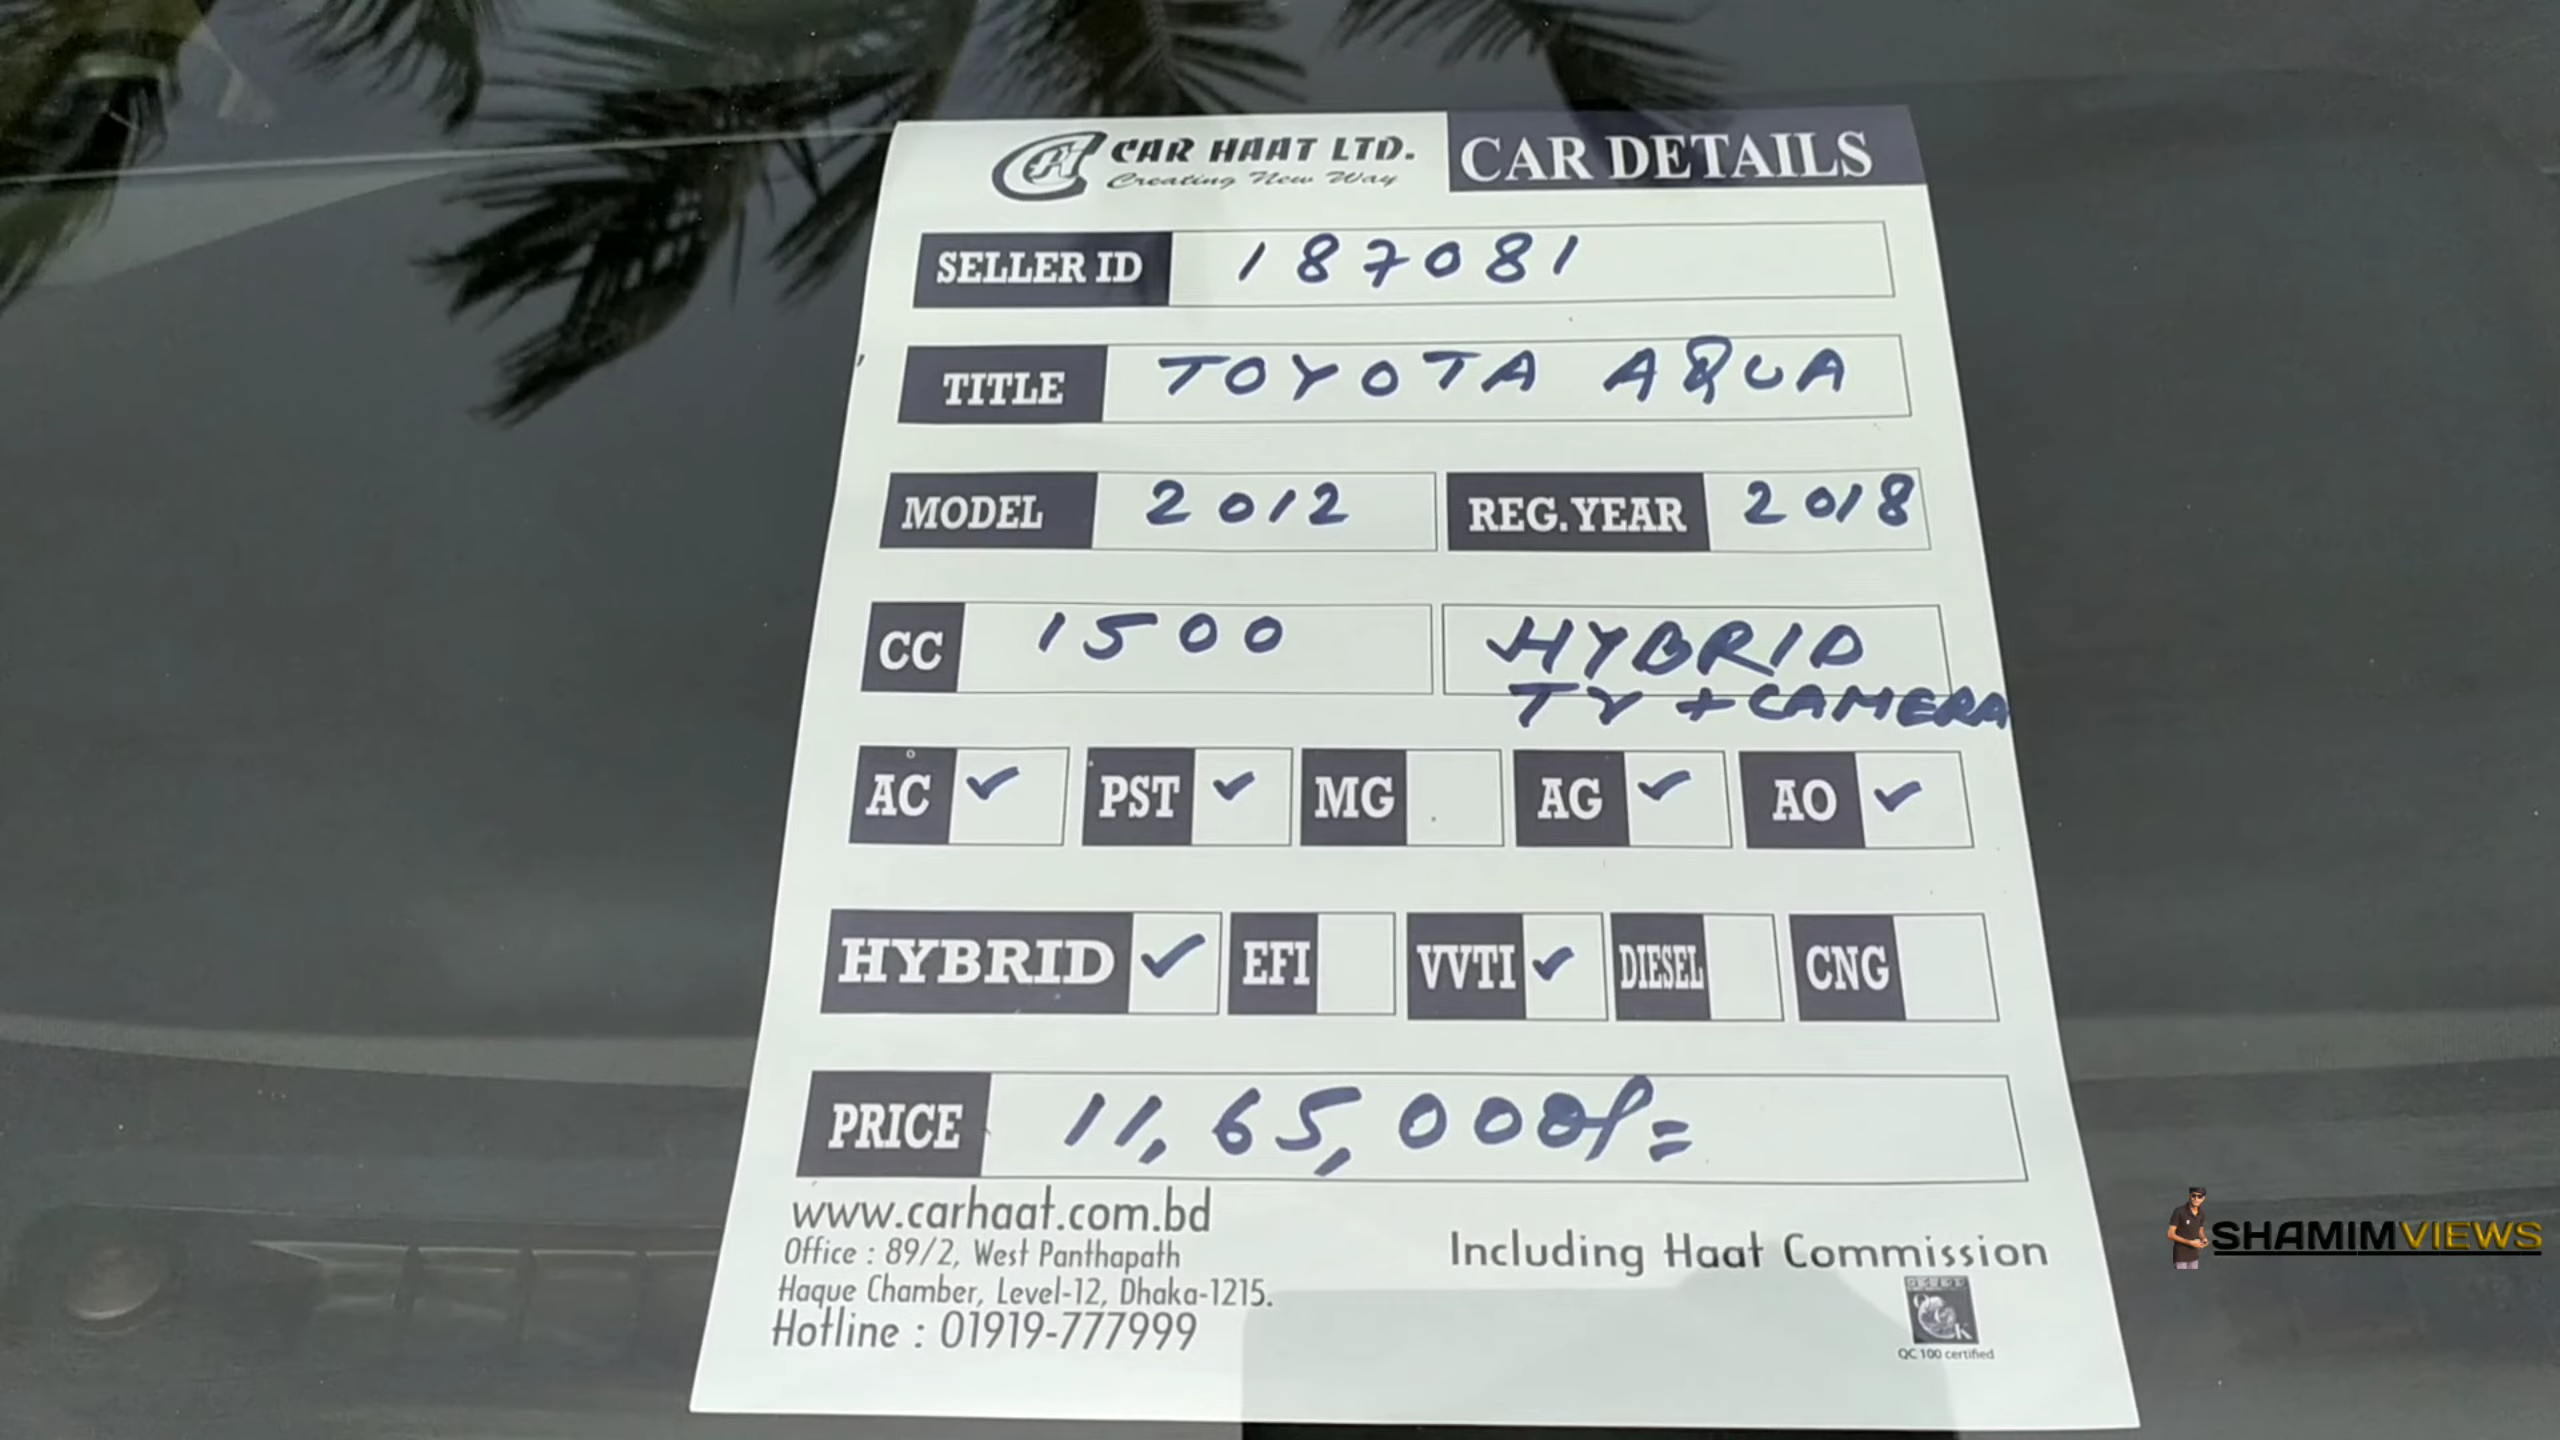 CAR HAAT LTD.
Creating New Way
CAR DETAILS
SELLER ID 187081
TITLE TOYOTA AQUA
MODEL 2012 REG.YEAR 2018
CC 1500 HYBRID
TV + CAMERA
AC ✓ PST ✓ MG AG ✓ AO ✓
HYBRID ✓ EFI VVTI ✓ DIESEL CNG
PRICE 11,65,000/=
www.carhaat.com.bd
Office : 89/2, West Panthapath
Haque Chamber, Level-12, Dhaka-1215.
Hotline : 01919-777999
Including Haat Commission
QC 100 certified
SHAMIMVIEWS